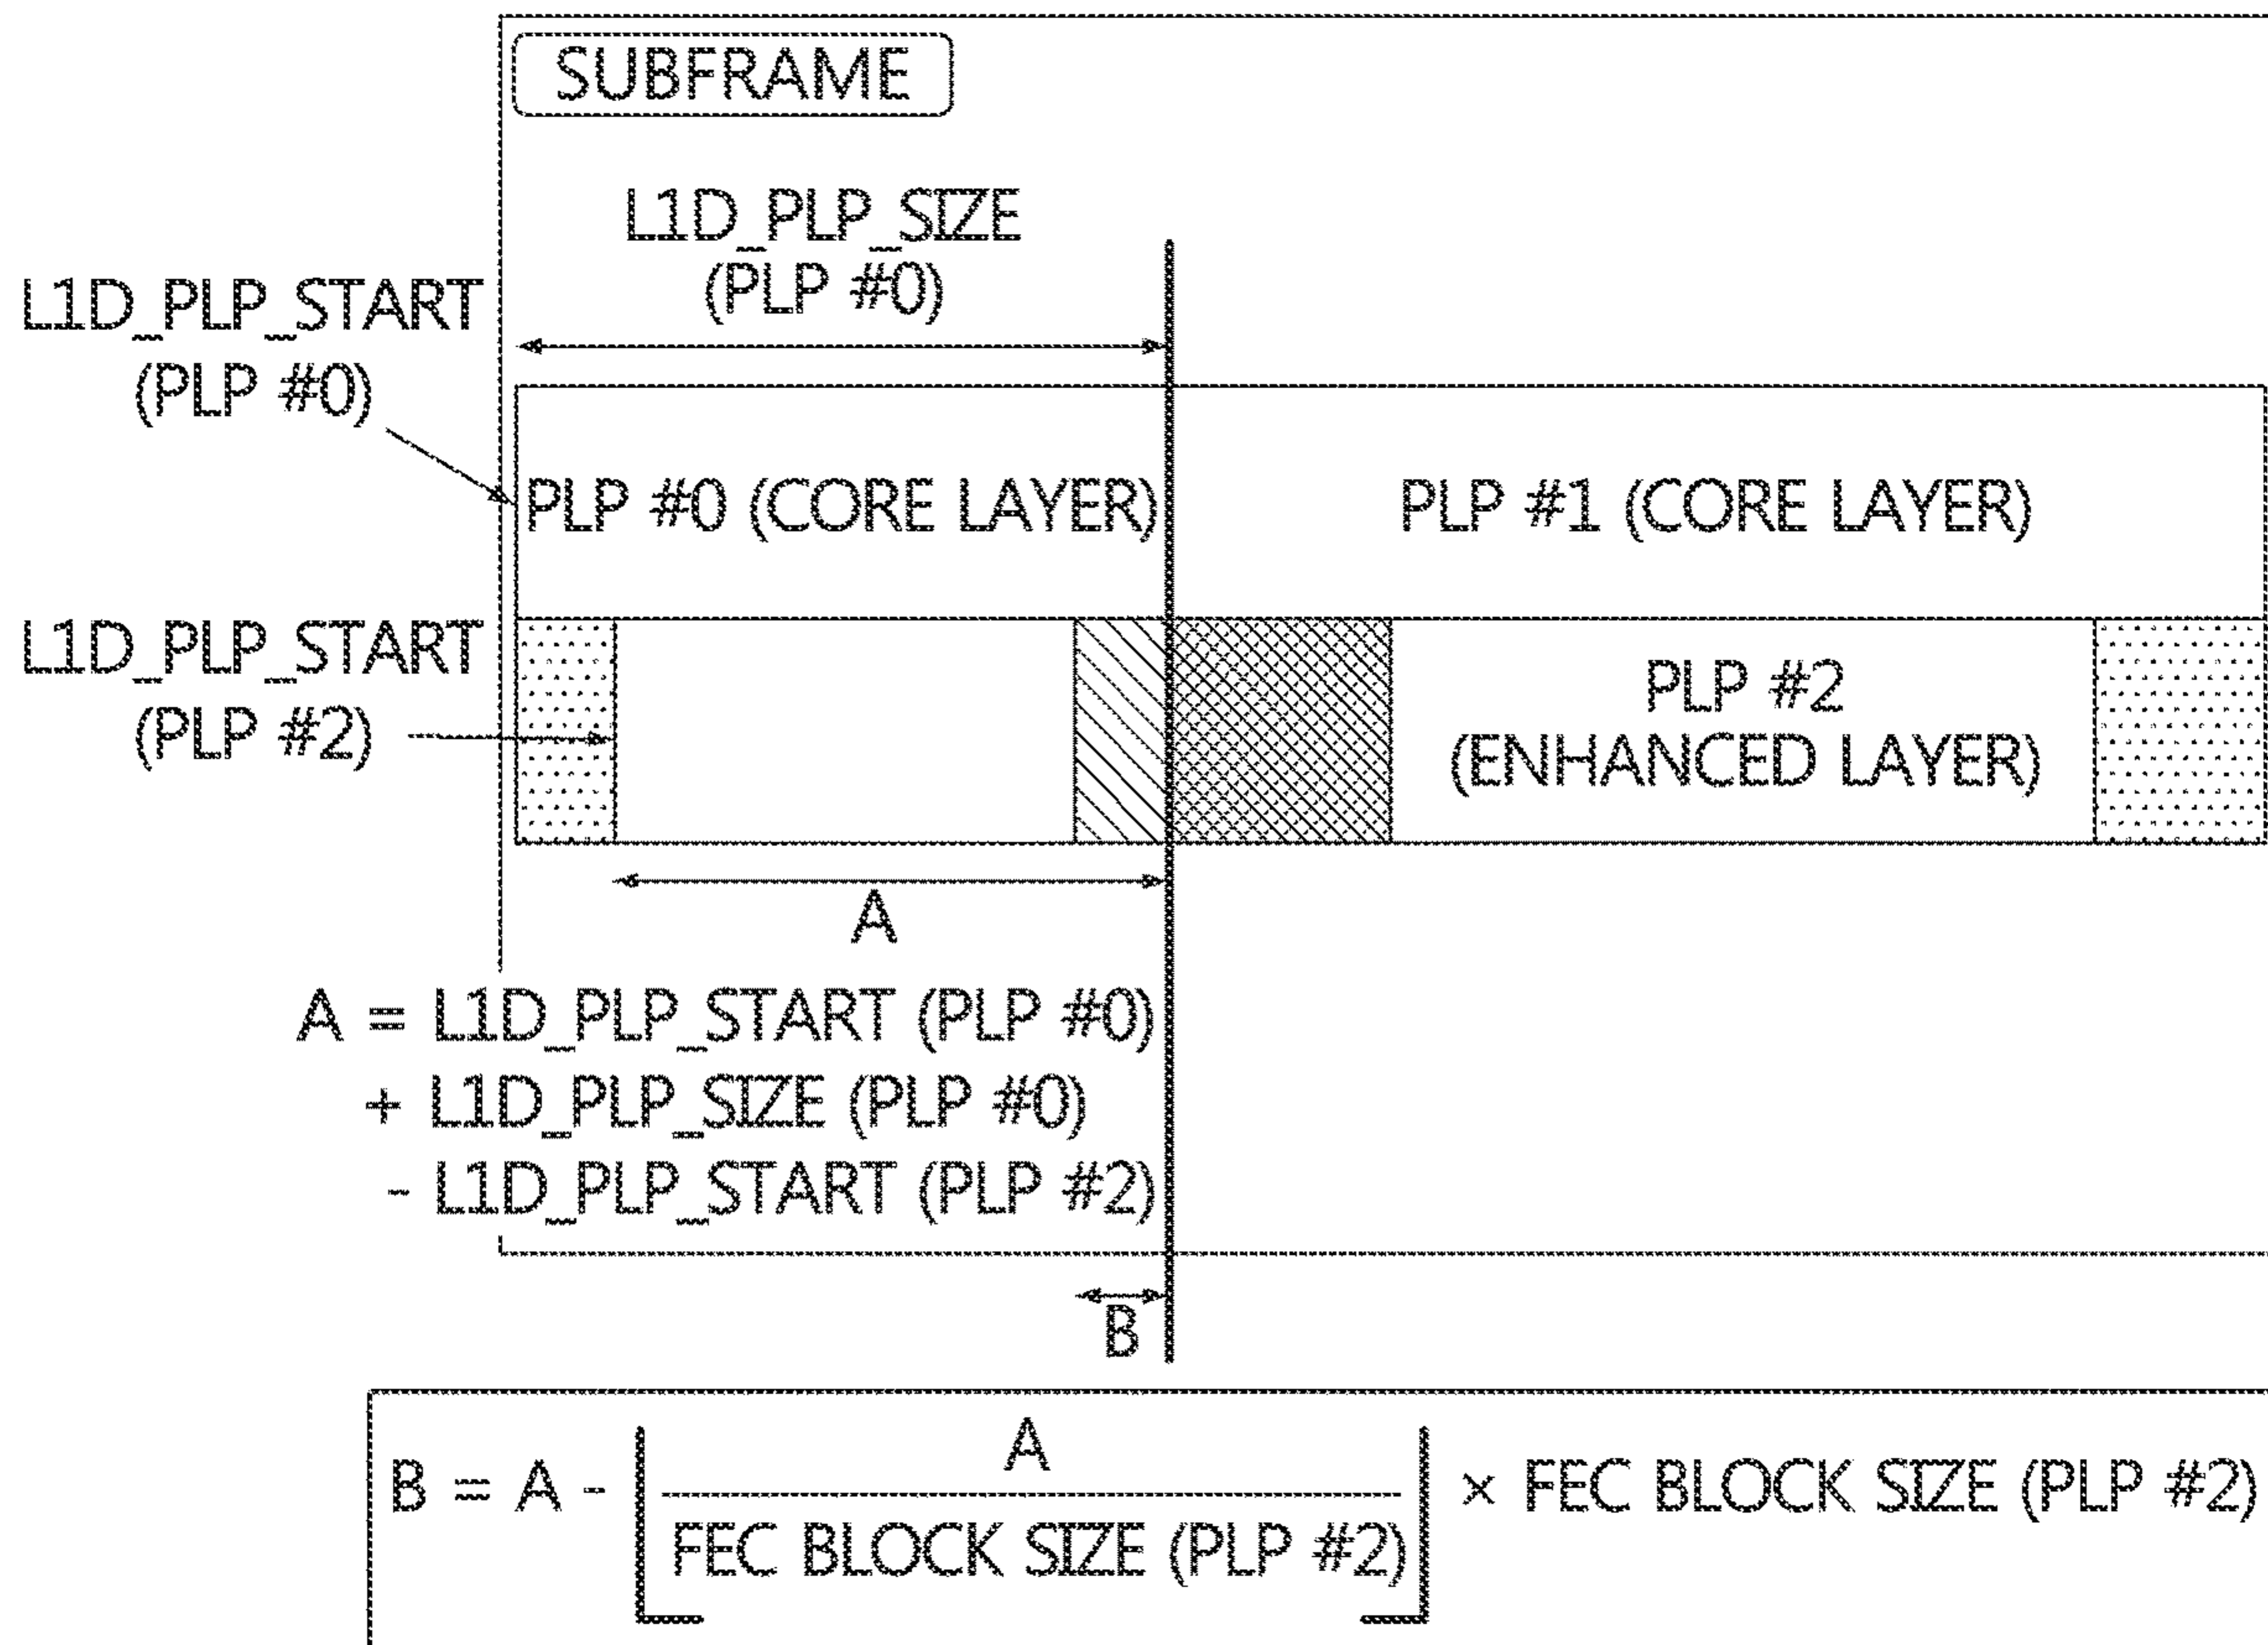 SUBFRAME
L1D_PLP_SIZE
(PLP #0)
L1D_PLP_START
(PLP #0)
PLP #0 (CORE LAYER)
PLP #1 (CORE LAYER)
L1D_PLP_START
(PLP #2)
PLP #2
(ENHANCED LAYER)
A
A = L1D_PLP_START (PLP #0)
+ L1D_PLP_SIZE (PLP #0)
- L1D_PLP_START (PLP #2)
B
B = A - ⌊ A / FEC BLOCK SIZE (PLP #2) ⌋ × FEC BLOCK SIZE (PLP #2)